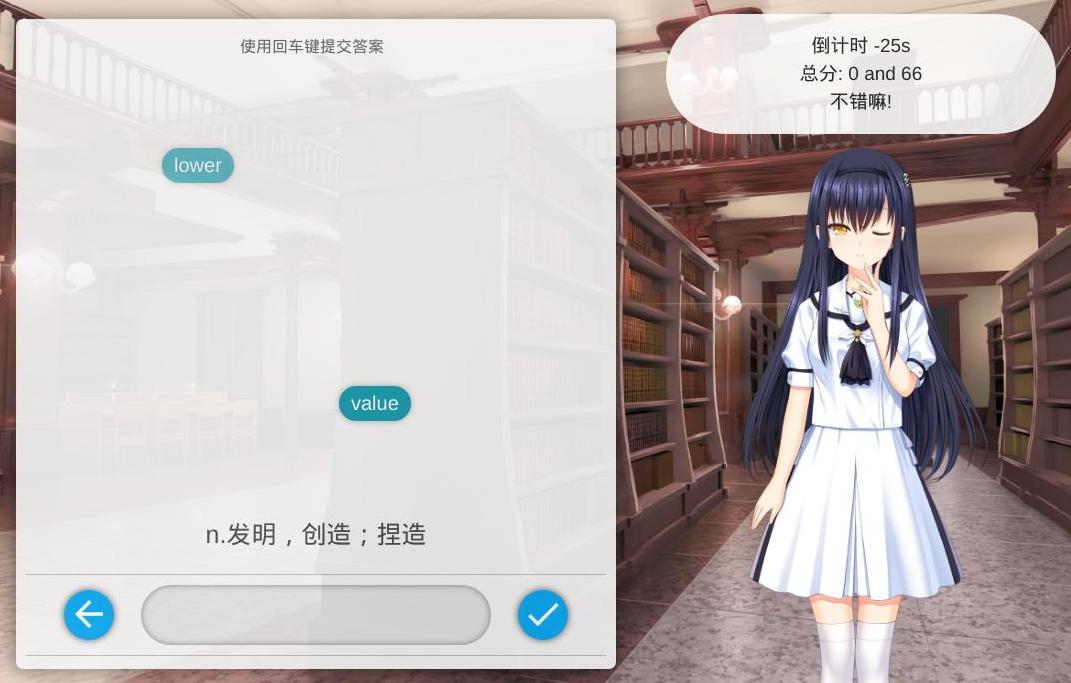 使用回车键提交答案
lower
value
n.发明，创造；捏造
倒计时 -25s
总分: 0 and 66
不错嘛!